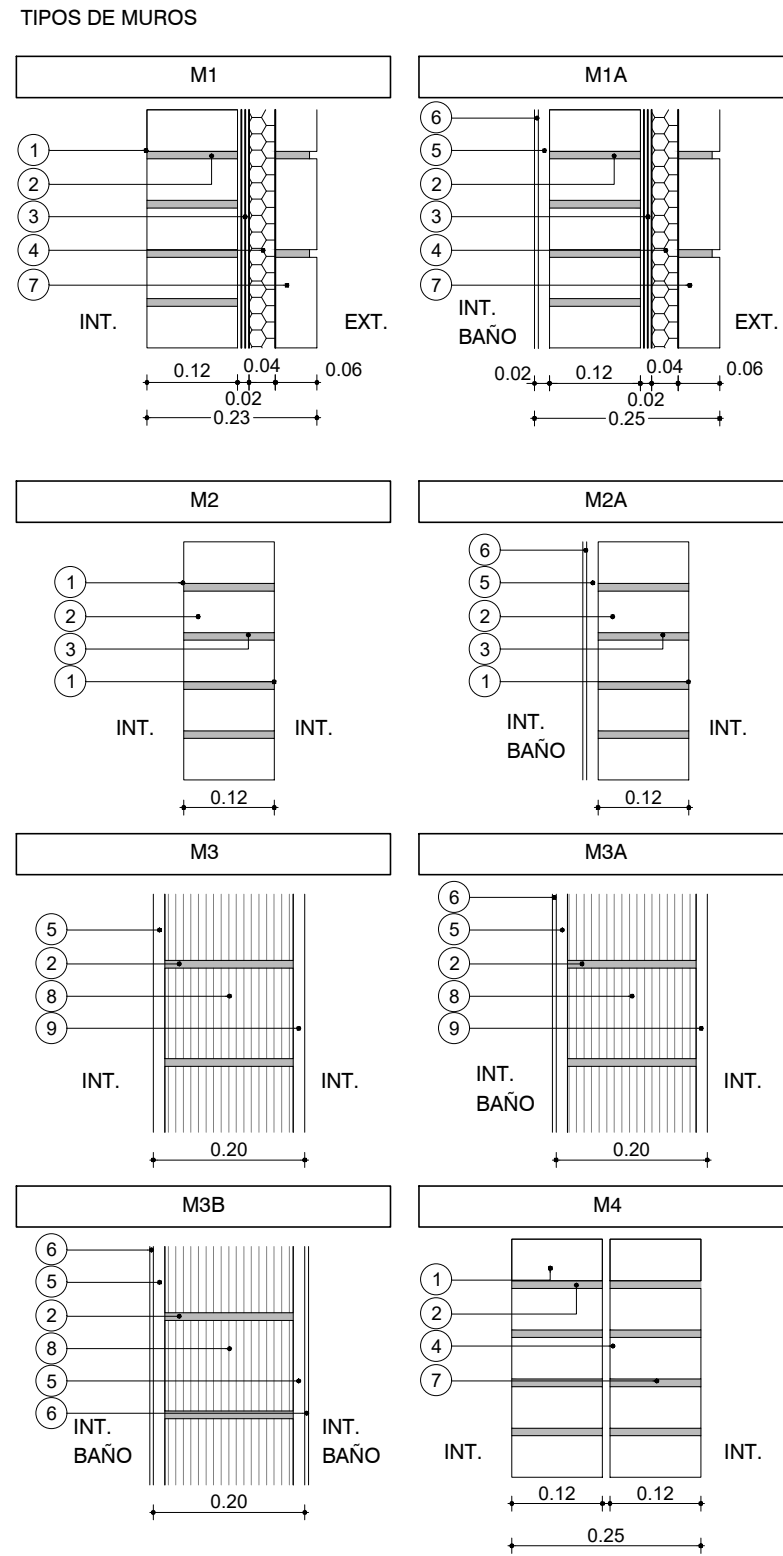 TIPOS DE MUROS
M1
1
2
3
4
7
INT.
EXT.
0.12
0.04
0.06
0.02
0.23
M1A
6
5
2
3
4
7
INT.
BAÑO
EXT.
0.02
0.12
0.04
0.06
0.02
0.25
M2
1
2
3
1
INT.
INT.
0.12
M2A
6
5
2
3
1
INT.
BAÑO
INT.
0.12
M3
5
2
8
9
INT.
INT.
0.20
M3A
6
5
2
8
9
INT.
BAÑO
INT.
0.20
M3B
6
5
2
8
5
6
INT.
BAÑO
INT.
BAÑO
0.20
M4
1
2
4
7
INT.
INT.
0.12
0.12
0.25